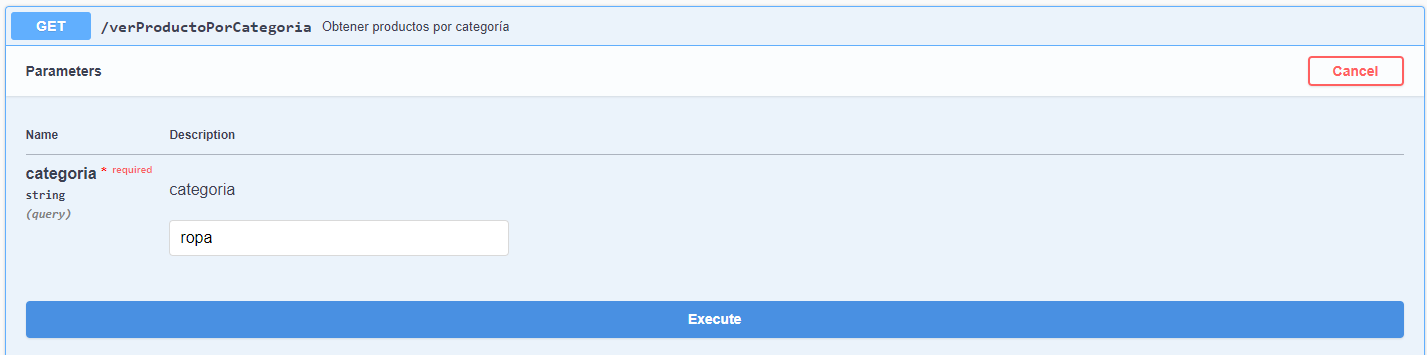 GET /verProductoPorCategoria Obtener productos por categoría
Parameters Cancel
Name Description
categoria * required
string
(query)
categoria
ropa
Execute